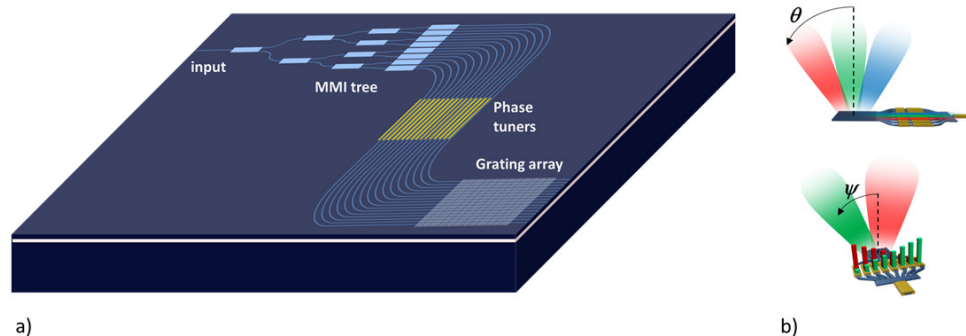 input
MMI tree
Phase
tuners
Grating array
a)
θ
ψ
b)